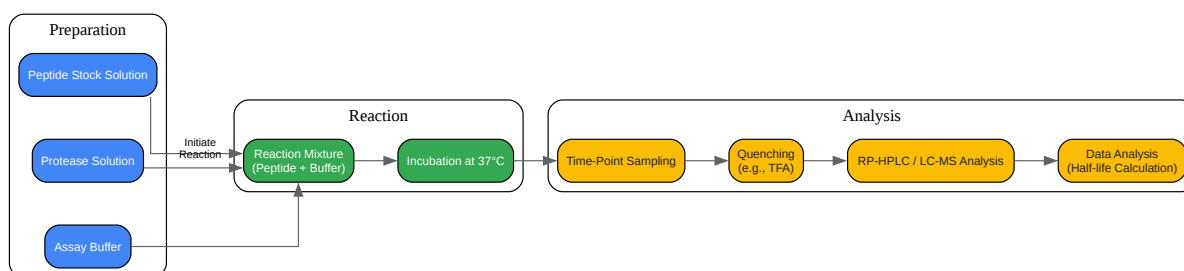 Preparation
Peptide Stock Solution
Protease Solution
Assay Buffer
Initiate
Reaction
Reaction
Reaction Mixture
(Peptide + Buffer)
Incubation at 37°C
Analysis
Time-Point Sampling
Quenching
(e.g., TFA)
RP-HPLC / LC-MS Analysis
Data Analysis
(Half-life Calculation)